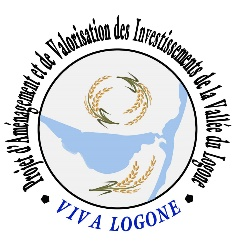 Projet d'Aménagement et de Valorisation des Investissements de la Vallée du Logone
VIVA LOGONE